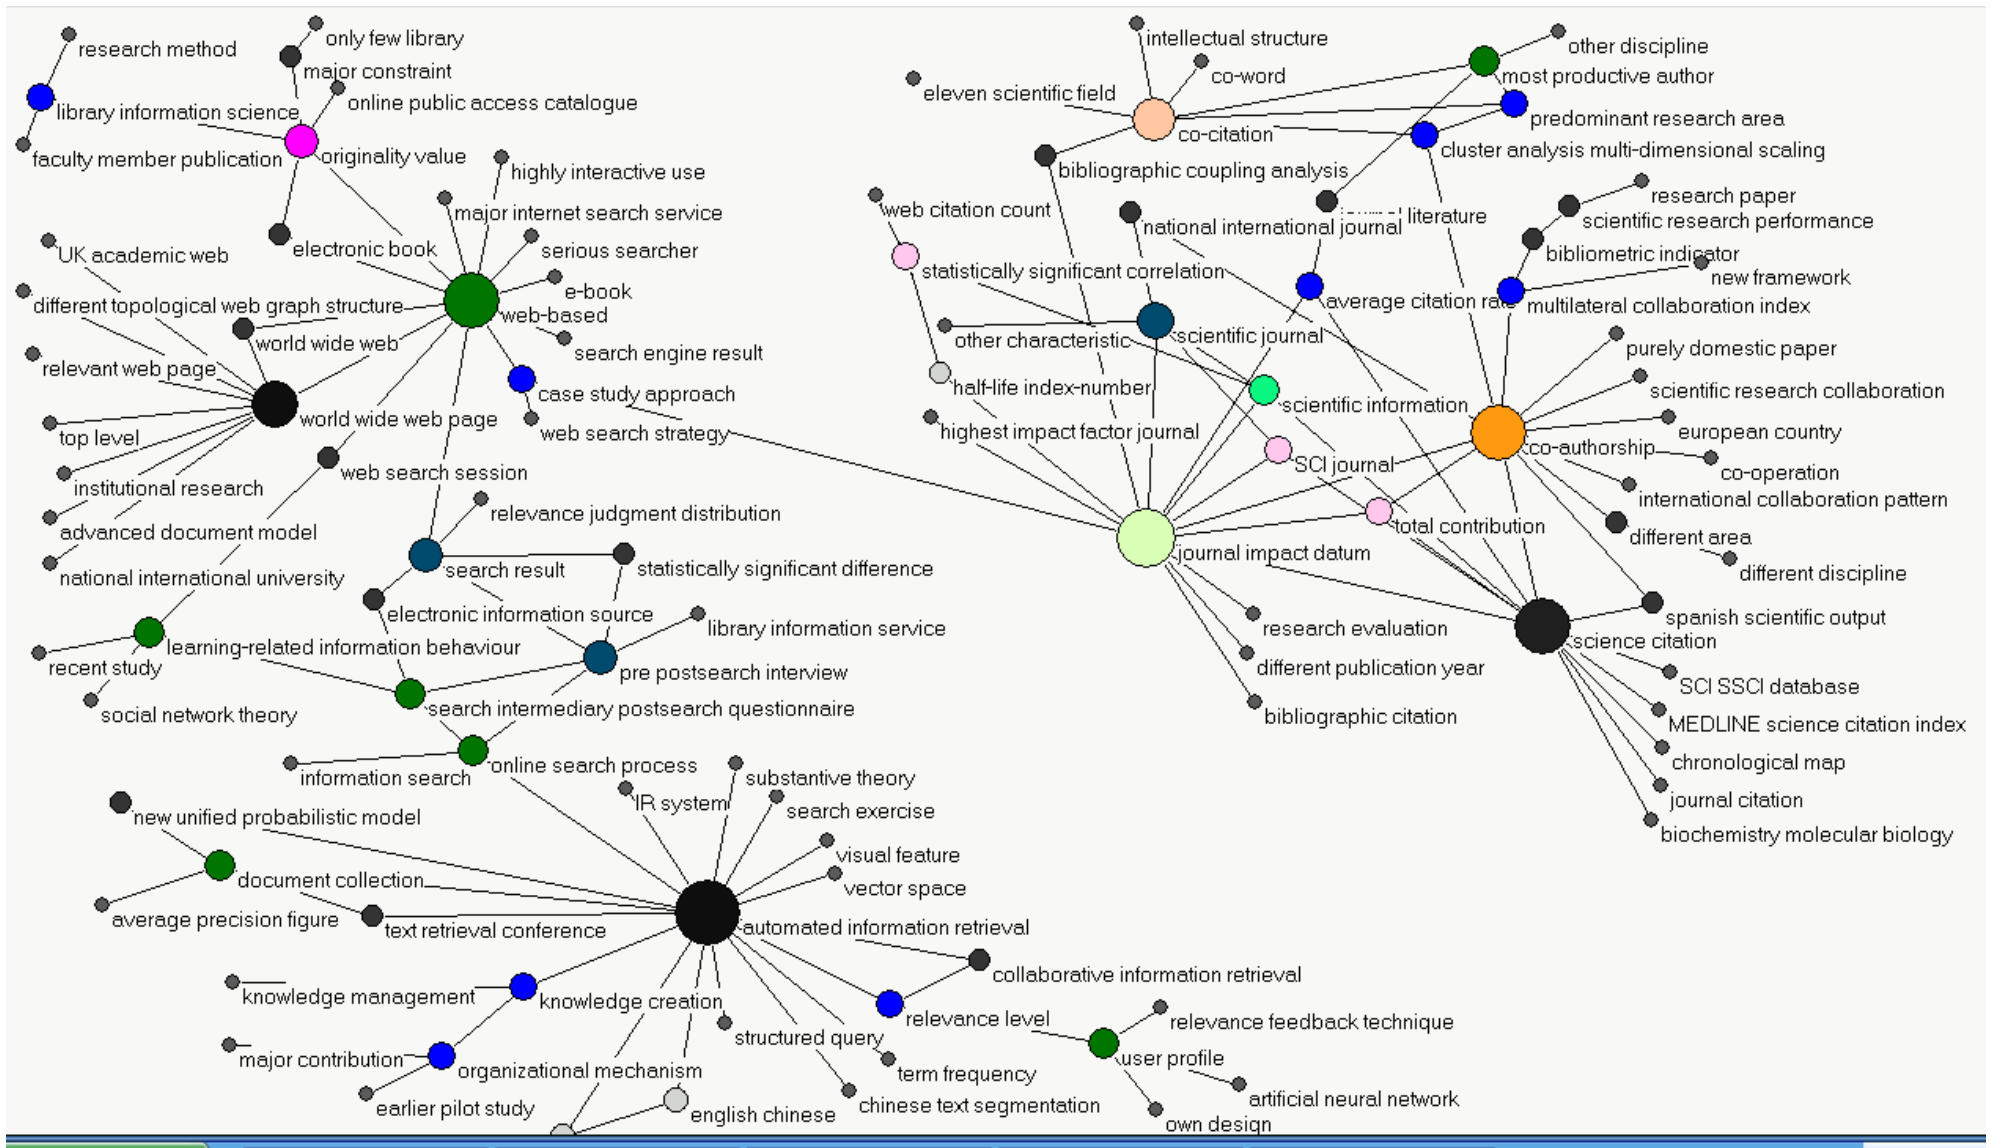 research method
only few library
major constraint
online public access catalogue
library information science
faculty member publication
originality value
highly interactive use
major internet search service
electronic book
serious searcher
UK academic web
e-book
different topological web graph structure
web-based
world wide web
search engine result
relevant web page
case study approach
world wide web page
top level
web search strategy
web search session
institutional research
relevance judgment distribution
advanced document model
search result
statistically significant difference
national international university
electronic information source
library information service
learning-related information behaviour
recent study
pre postsearch interview
social network theory
search intermediary postsearch questionnaire
online search process
information search
substantive theory
IR system
search exercise
new unified probabilistic model
visual feature
document collection
vector space
average precision figure
text retrieval conference
automated information retrieval
collaborative information retrieval
knowledge management
knowledge creation
relevance level
relevance feedback technique
structured query
major contribution
organizational mechanism
user profile
term frequency
artificial neural network
earlier pilot study
english chinese
chinese text segmentation
own design
intellectual structure
other discipline
co-word
most productive author
eleven scientific field
predominant research area
co-citation
cluster analysis multi-dimensional scaling
bibliographic coupling analysis
research paper
web citation count
literature
scientific research performance
national international journal
bibliometric indicator
statistically significant correlation
new framework
average citation rate
multilateral collaboration index
other characteristic
scientific journal
purely domestic paper
half-life index-number
scientific research collaboration
scientific information
highest impact factor journal
european country
co-authorship
SCI journal
co-operation
international collaboration pattern
total contribution
different area
journal impact datum
different discipline
spanish scientific output
research evaluation
science citation
different publication year
SCI SSCI database
bibliographic citation
MEDLINE science citation index
chronological map
journal citation
biochemistry molecular biology